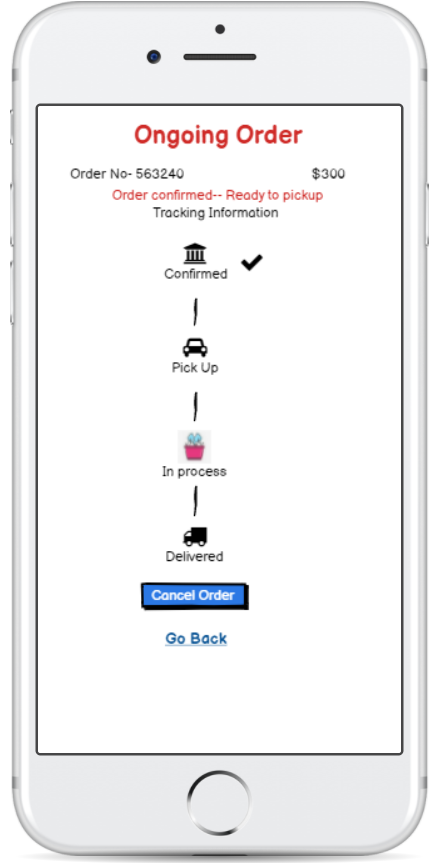 Ongoing Order
Order No- 563240 $300
Order confirmed-- Ready to pickup
Tracking Information
Confirmed
Pick Up
In process
Delivered
Cancel Order
Go Back